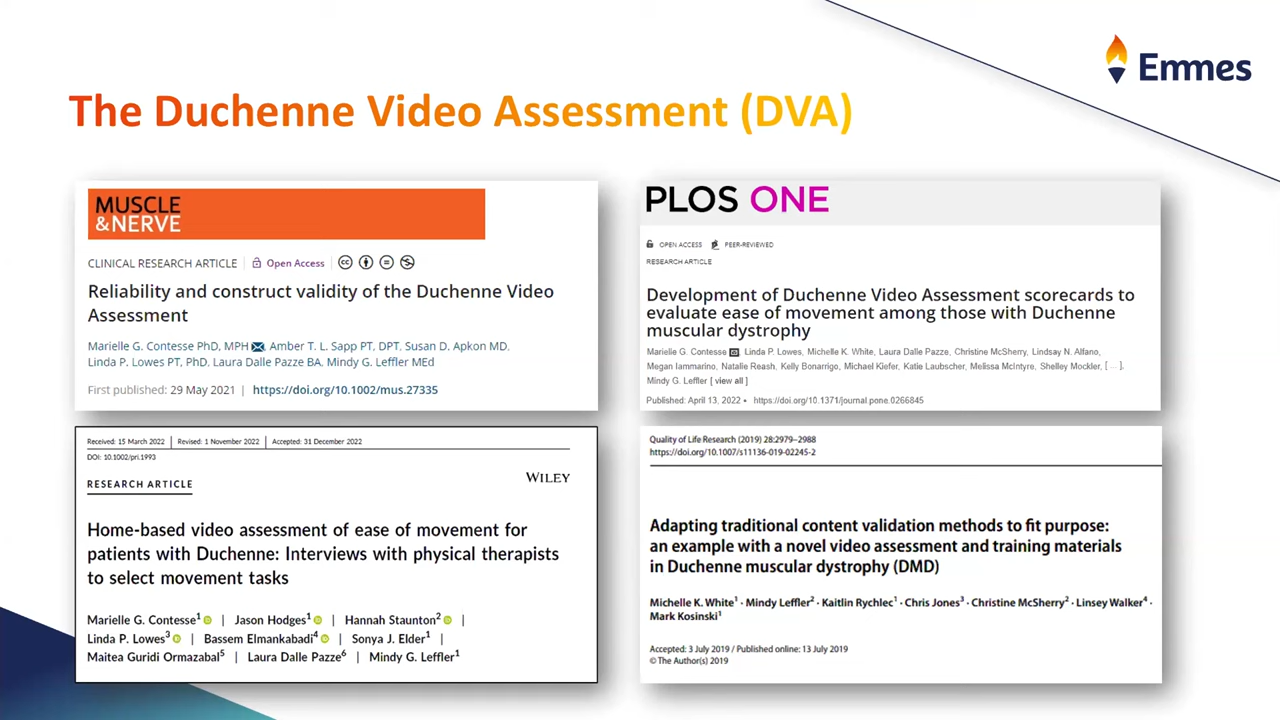 Emmes
The Duchenne Video Assessment (DVA)
MUSCLE
&NERVE
CLINICAL RESEARCH ARTICLE | Open Access |
Reliability and construct validity of the Duchenne Video
Assessment
Marielle G. Contesse PhD, MPH, Amber T. L. Sapp PT, DPT. Susan D. Apkon MD.
Linda P. Lowes PT, PhD. Laura Dalle Pazze BA. Mindy G. Leffler MEd
First published: 29 May 2021 | https://doi.org/10.1002/mus.27335
PLOS ONE
OPEN ACCESS PEER-REVIEWED
RESEARCH ARTICLE
Development of Duchenne Video Assessment scorecards to
evaluate ease of movement among those with Duchenne
muscular dystrophy
Marielle G. Contesse, Linda P. Lowes, Michelle K. White, Laura Dalle Pazze, Christine McSherry, Lindsay N. Alfano,
Megan Iammarino, Natalie Reash, Kelly Bonarrigo, Michael Kiefer, Katie Laubscher, Melissa McIntyre, Shelley Mockler, [ ... ],
Mindy G. Leffler [ view all ]
Published: April 13, 2022 • https://doi.org/10.1371/journal.pone.0266845
Received: 15 March 2022 | Revised: 1 November 2022 | Accepted: 31 December 2022
DOI: 10.1002/pri.1993
WILEY
RESEARCH ARTICLE
Home-based video assessment of ease of movement for
patients with Duchenne: Interviews with physical therapists
to select movement tasks
Marielle G. Contesse1 | Jason Hodges1 | Hannah Staunton2 |
Linda P. Lowes3 | Bassem Elmankabadi4 | Sonya J. Elder1 |
Maitea Guridi Ormazabal5 | Laura Dalle Pazze6 | Mindy G. Leffler1
Quality of Life Research (2019) 28:2979–2988
https://doi.org/10.1007/s11136-019-02245-2
Adapting traditional content validation methods to fit purpose:
an example with a novel video assessment and training materials
in Duchenne muscular dystrophy (DMD)
Michelle K. White1 · Mindy Leffler2 · Kaitlin Rychlec1 · Chris Jones3 · Christine McSherry2 · Linsey Walker4 ·
Mark Kosinski1
Accepted: 3 July 2019 / Published online: 13 July 2019
© The Author(s) 2019